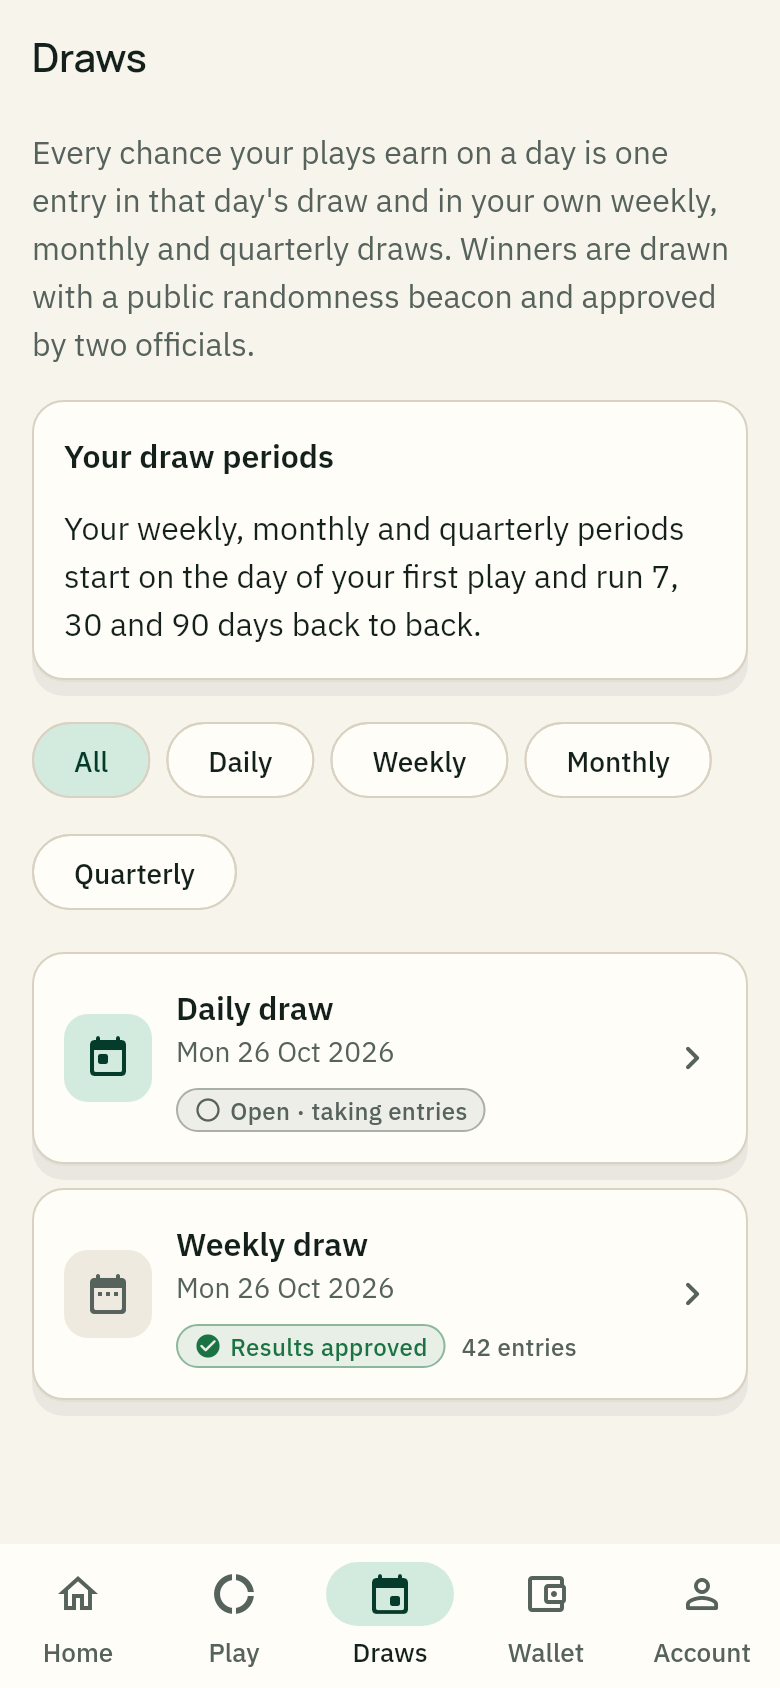 Draws
Every chance your plays earn on a day is one
entry in that day's draw and in your own weekly,
monthly and quarterly draws. Winners are drawn
with a public randomness beacon and approved
by two officials.
Your draw periods
Your weekly, monthly and quarterly periods
start on the day of your first play and run 7,
30 and 90 days back to back.
All Daily Weekly Monthly
Quarterly
Daily draw
Mon 26 Oct 2026
Open · taking entries
Weekly draw
Mon 26 Oct 2026
Results approved 42 entries
Home Play Draws Wallet Account